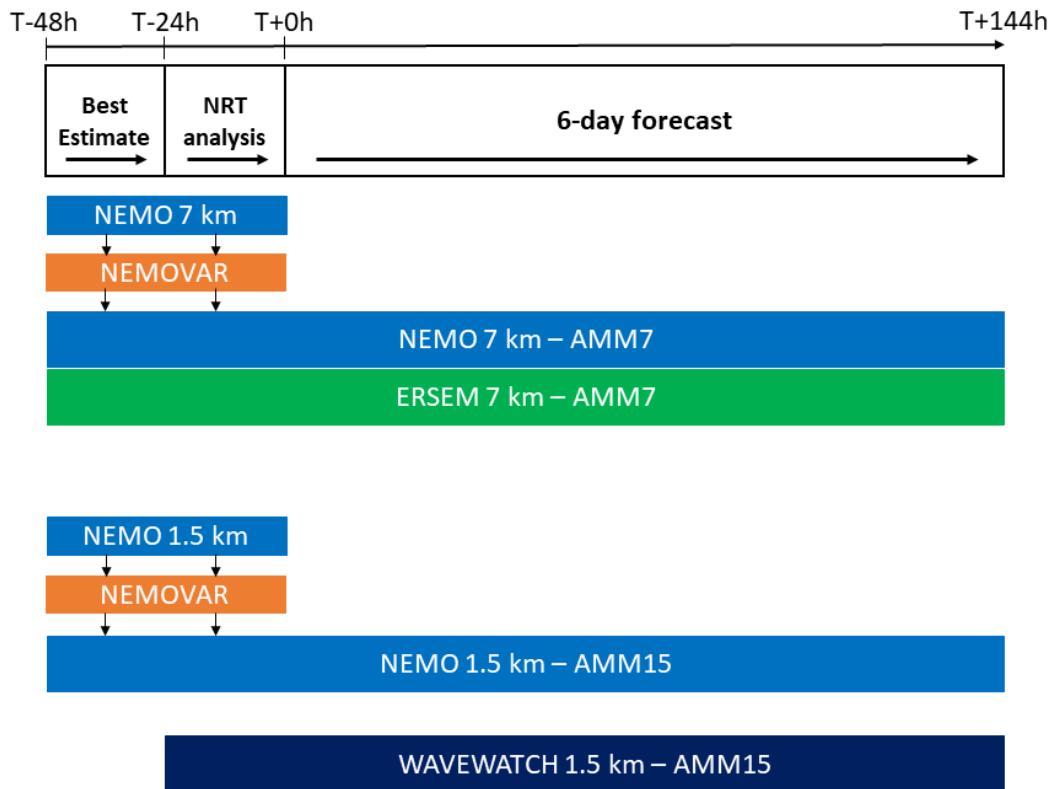 T-48h T-24h T+0h T+144h
Best
Estimate
NRT
analysis
6-day forecast
NEMO 7 km
NEMOVAR
NEMO 7 km – AMM7
ERSEM 7 km – AMM7
NEMO 1.5 km
NEMOVAR
NEMO 1.5 km – AMM15
WAVEWATCH 1.5 km – AMM15